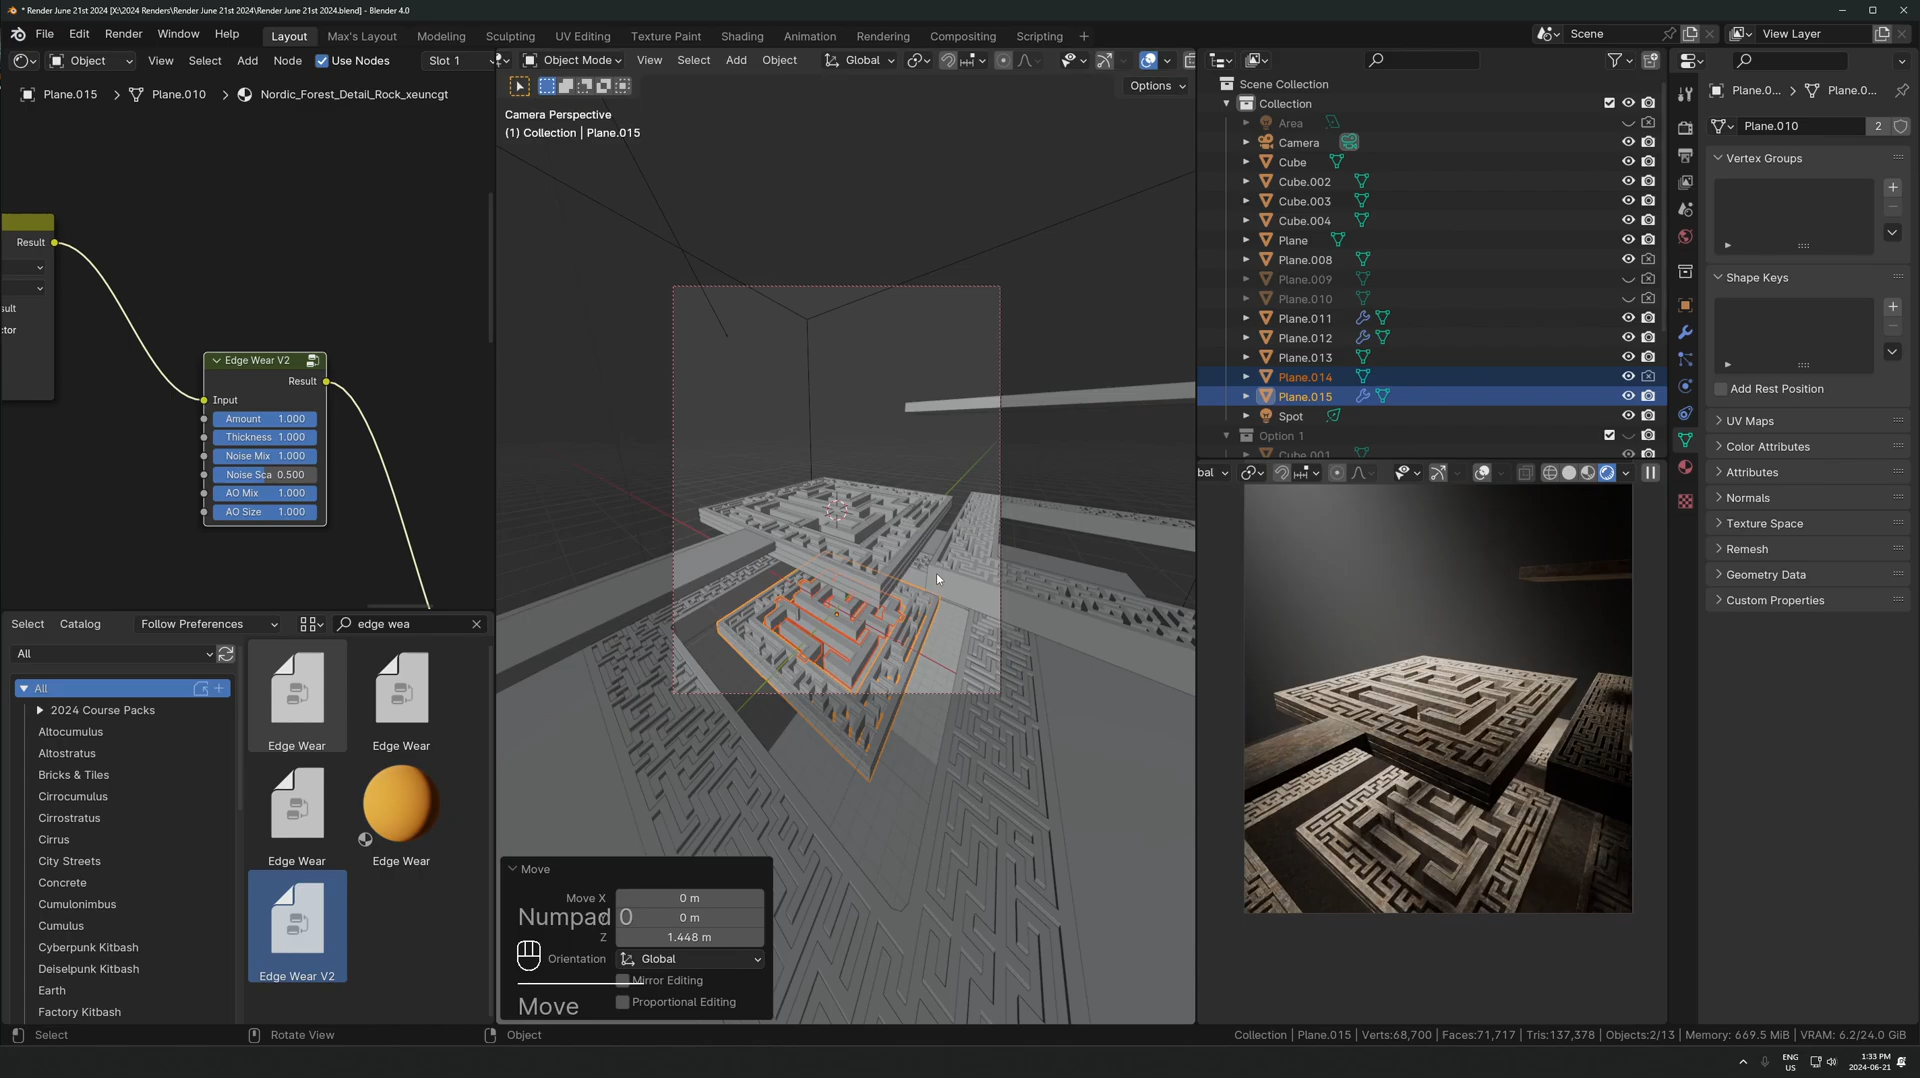 * Render June 21st 2024 [X:\2024 Renders\Render June 21st 2024\Render June 21st 2024.blend] - Blender 4.0
File Edit Render Window Help Layout Max's Layout Modeling Sculpting UV Editing Texture Paint Shading Animation Rendering Compositing Scripting Scene View Layer
Object View Select Add Node Use Nodes Slot 1
Object Mode View Select Add Object Global
Options
Plane.015 Plane.010 Nordic_Forest_Detail_Rock_xeuncgt
Camera Perspective
(1) Collection | Plane.015
Result
sult
ctor
Edge Wear V2
Result
Input
Amount 1.000
Thickness 1.000
Noise Mix 1.000
Noise Sca 0.500
AO Mix 1.000
AO Size 1.000
Select Catalog Follow Preferences edge wea
All
All
2024 Course Packs
Altocumulus
Altostratus
Bricks & Tiles
Cirrocumulus
Cirrostratus
Cirrus
City Streets
Concrete
Cumulonimbus
Cumulus
Cyberpunk Kitbash
Deiselpunk Kitbash
Earth
Factory Kitbash
Edge Wear
Edge Wear
Edge Wear
Edge Wear
Edge Wear V2
Move
Move X 0 m
Y 0 m
Z 1.448 m
Orientation Global
Mirror Editing
Proportional Editing
Numpad 0
Move
Scene Collection
Collection
Area
Camera
Cube
Cube.002
Cube.003
Cube.004
Plane
Plane.008
Plane.009
Plane.010
Plane.011
Plane.012
Plane.013
Plane.014
Plane.015
Spot
Option 1
Cube.001
bal
Plane.0... Plane.0...
Plane.010 2
Vertex Groups
Shape Keys
Add Rest Position
UV Maps
Color Attributes
Attributes
Normals
Texture Space
Remesh
Geometry Data
Custom Properties
Select Rotate View Object
Collection | Plane.015 | Verts:68,700 | Faces:71,717 | Tris:137,378 | Objects:2/13 | Memory: 669.5 MiB | VRAM: 6.2/24.0 GiB
ENG
US
1:33 PM
2024-06-21